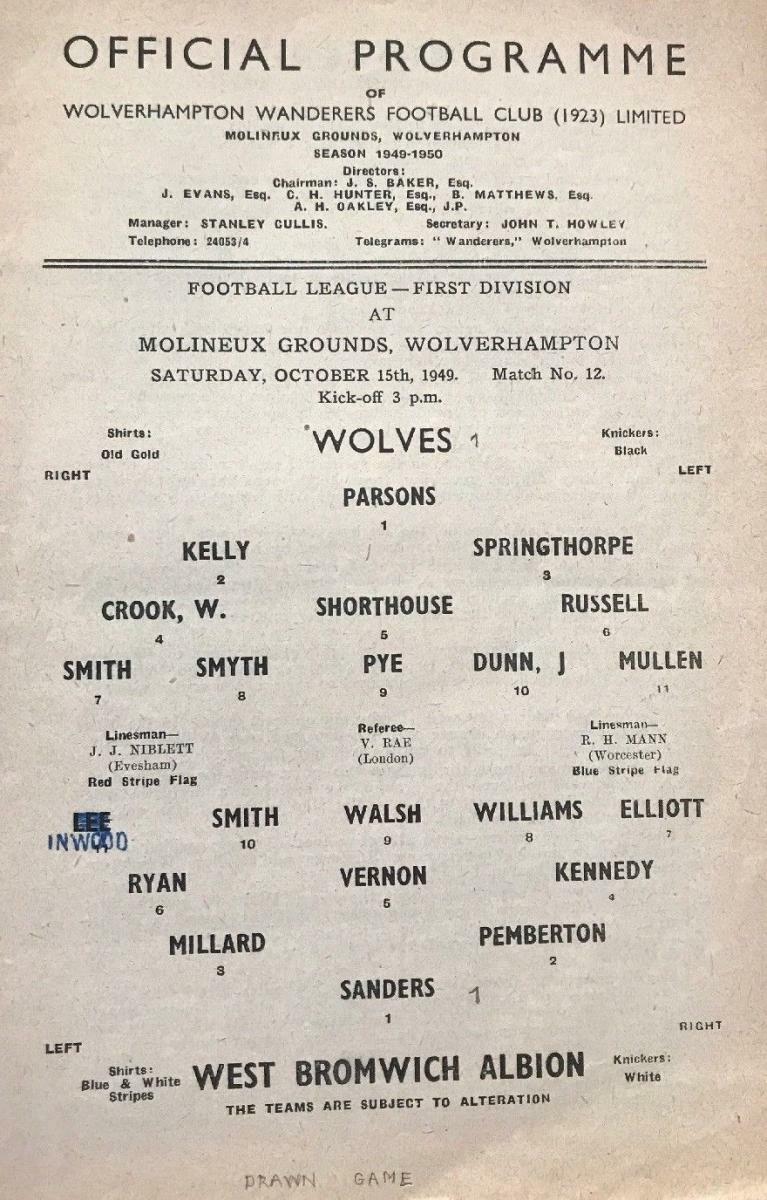 OFFICIAL PROGRAMME
OF
WOLVERHAMPTON WANDERERS FOOTBALL CLUB (1923) LIMITED
MOLINEUX GROUNDS, WOLVERHAMPTON
SEASON 1949-1950
Directors:
Chairman: J. S. BAKER, Esq.
J. EVANS, Esq. C. H. HUNTER, Esq., B. MATTHEWS, Esq.
A. H. OAKLEY, Esq., J.P.
Manager: STANLEY CULLIS. Secretary: JOHN T. HOWLEY
Telephone: 24053/4 Telegrams: "Wanderers," Wolverhampton
FOOTBALL LEAGUE—FIRST DIVISION
AT
MOLINEUX GROUNDS, WOLVERHAMPTON
SATURDAY, OCTOBER 15th, 1949. Match No. 12.
Kick-off 3 p.m.
Shirts: WOLVES 1 Knickers:
Old Gold Black
RIGHT LEFT
PARSONS
1
KELLY SPRINGTHORPE
2 3
CROOK, W. SHORTHOUSE RUSSELL
4 5 6
SMITH SMYTH PYE DUNN, J MULLEN
7 8 9 10 11
Linesman— Referee— Linesman—
J. J. NIBLETT V. RAE R. H. MANN
(Evesham) (London) (Worcester)
Red Stripe Flag Blue Stripe Flag
LEE SMITH WALSH WILLIAMS ELLIOTT
INWOOD 10 9 8 7
RYAN VERNON KENNEDY
6 5 4
MILLARD PEMBERTON
3 2
SANDERS 1
1
LEFT RIGHT
Shirts: WEST BROMWICH ALBION Knickers:
Blue & White White
Stripes
THE TEAMS ARE SUBJECT TO ALTERATION
DRAWN GAME